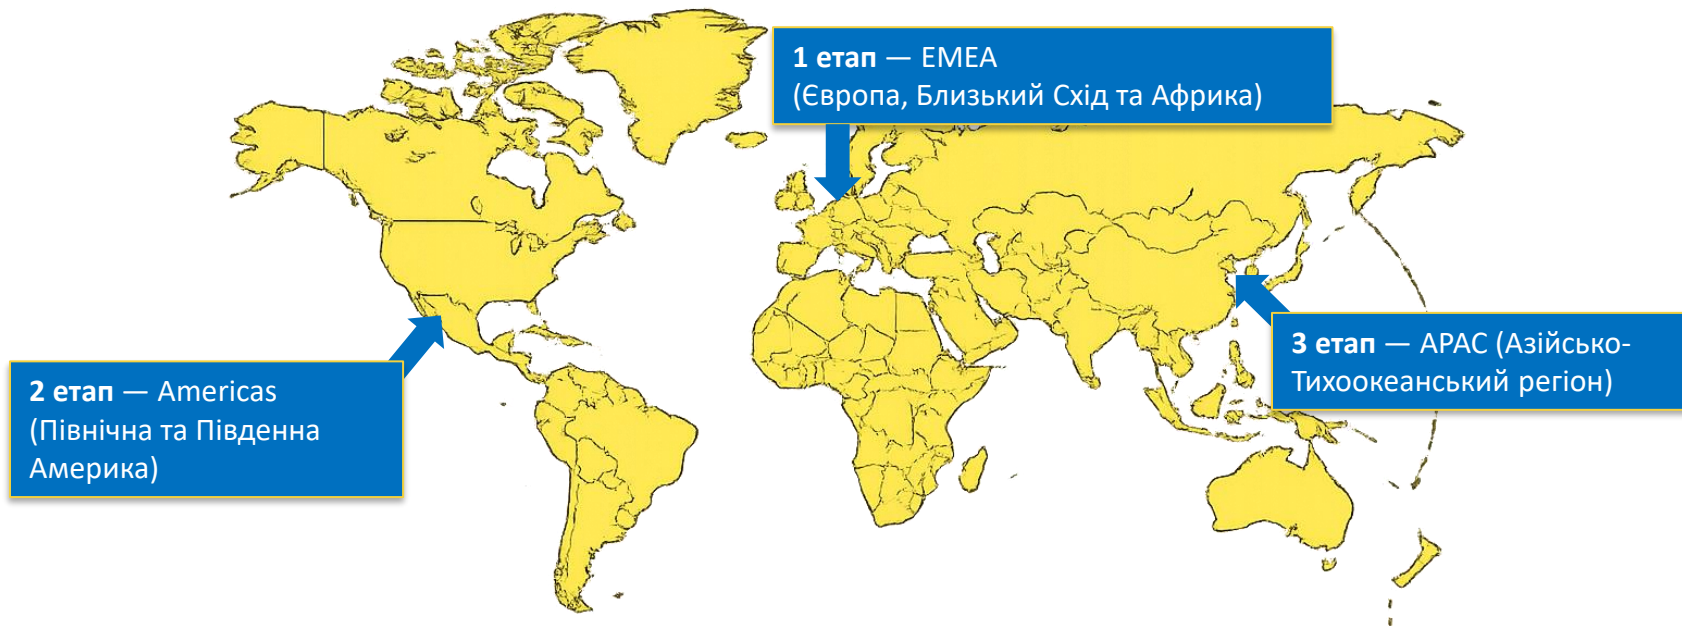 1 етап — EMEA
(Європа, Близький Схід та Африка)
2 етап — Americas
(Північна та Південна
Америка)
3 етап — APAC (Азійсько-
Тихоокеанський регіон)